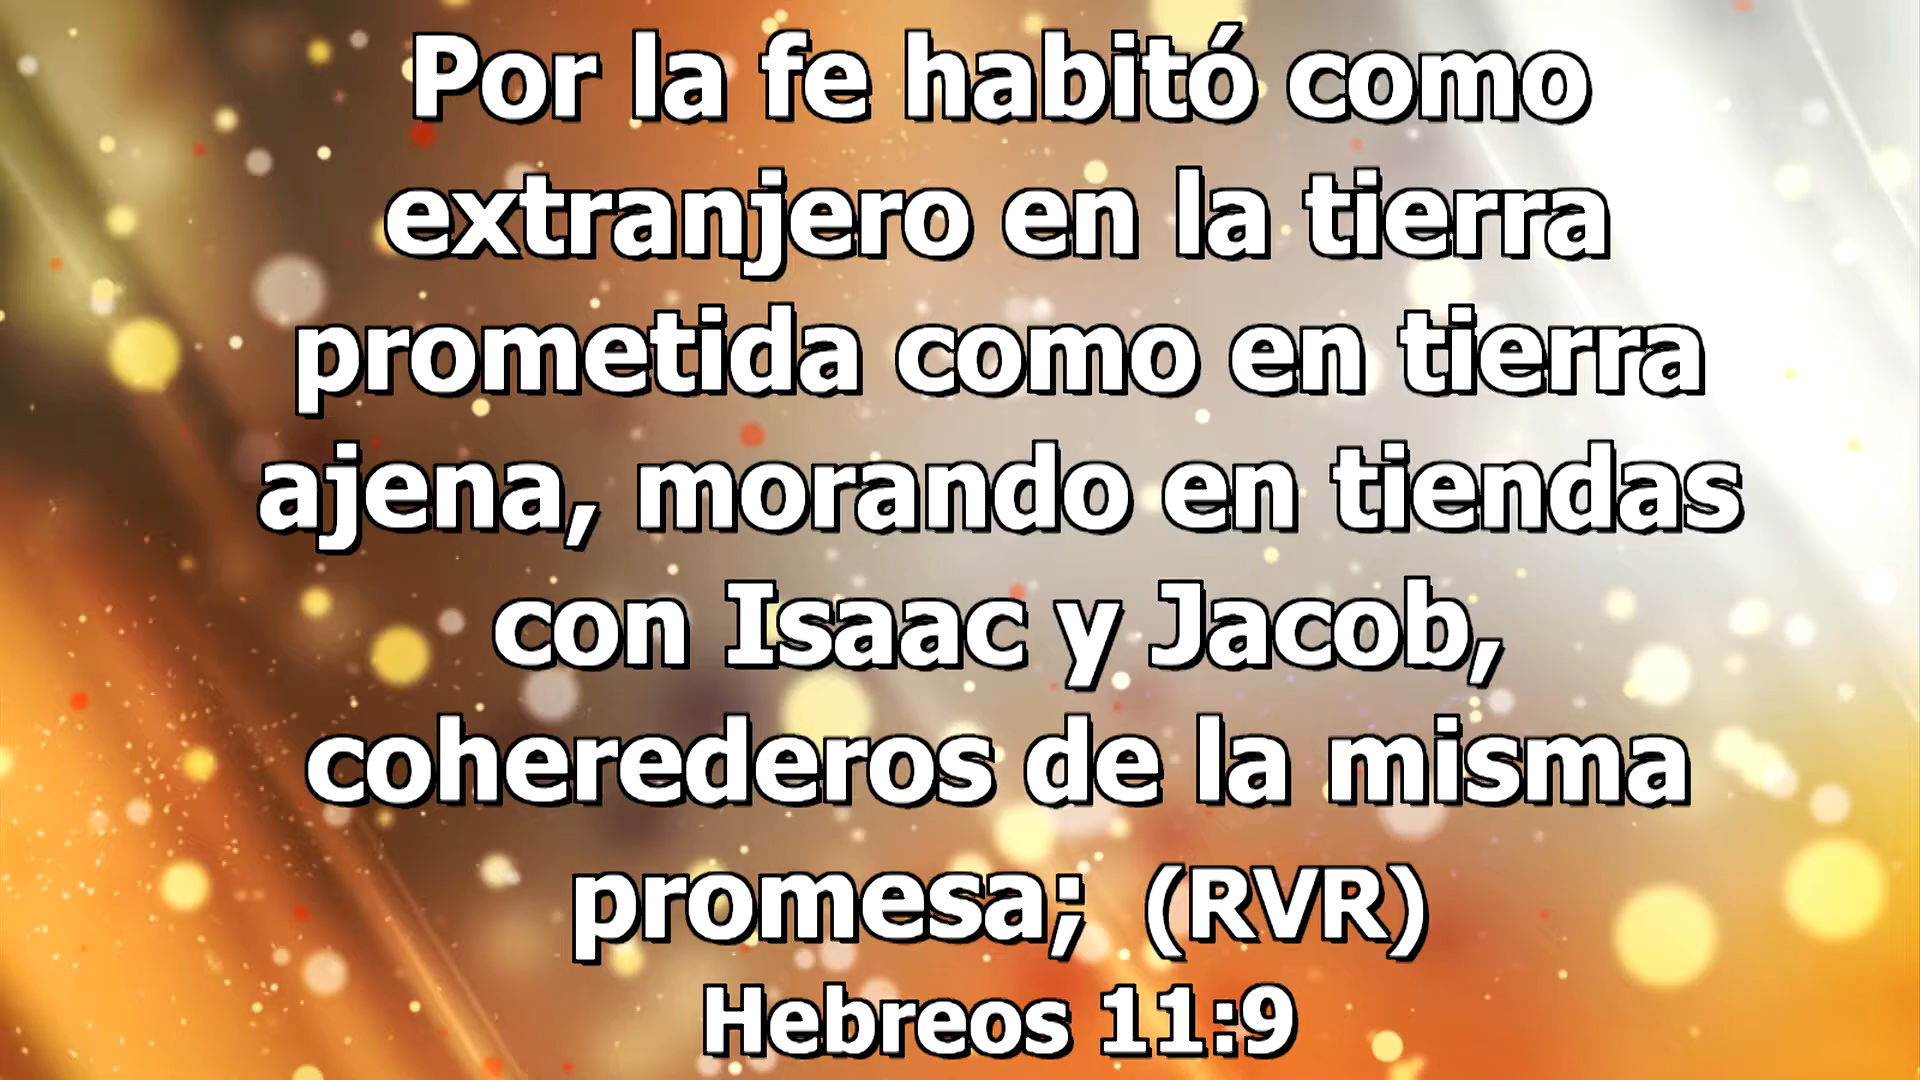 Por la fe habitó como
extranjero en la tierra
prometida como en tierra
ajena, morando en tiendas
con Isaac y Jacob,
coherederos de la misma
promesa; (RVR)
Hebreos 11:9